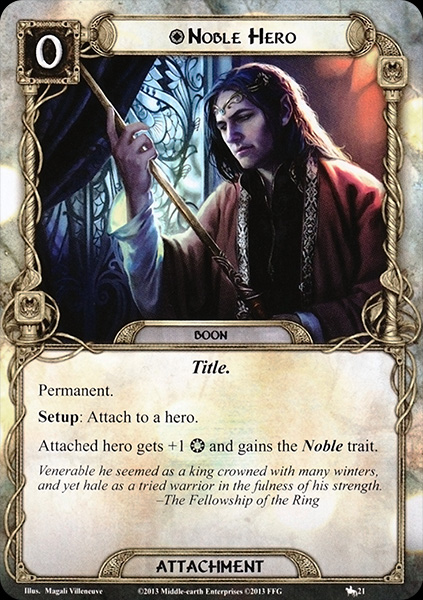 0
Noble Hero
BOON
Title.
Permanent.
Setup: Attach to a hero.
Attached hero gets +1 and gains the Noble trait.
Venerable he seemed as a king crowned with many winters,
and yet hale as a tried warrior in the fulness of his strength.
–The Fellowship of the Ring
ATTACHMENT
Illus. Magali Villeneuve ©2013 Middle-earth Enterprises ©2013 FFG 21